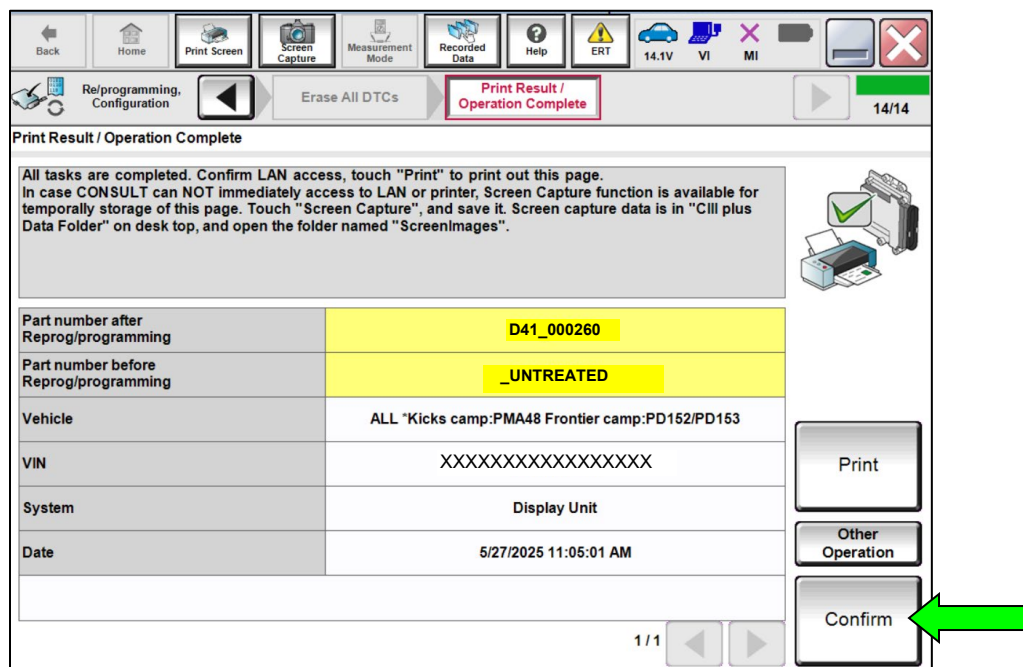 Back
Home
Print Screen
Screen
Capture
Measurement
Mode
Recorded
Data
Help
ERT
14.1V
VI
MI
Re/programming,
Configuration
Erase All DTCs
Print Result /
Operation Complete
14/14
Print Result / Operation Complete
All tasks are completed. Confirm LAN access, touch "Print" to print out this page.
In case CONSULT can NOT immediately access to LAN or printer, Screen Capture function is available for
temporally storage of this page. Touch "Screen Capture", and save it. Screen capture data is in "CIII plus
Data Folder" on desk top, and open the folder named "ScreenImages".
Part number after
Reprog/programming
D41_000260
Part number before
Reprog/programming
_UNTREATED
Vehicle
ALL *Kicks camp:PMA48 Frontier camp:PD152/PD153
VIN
XXXXXXXXXXXXXXXXX
System
Display Unit
Date
5/27/2025 11:05:01 AM
Print
Other
Operation
Confirm
1/1